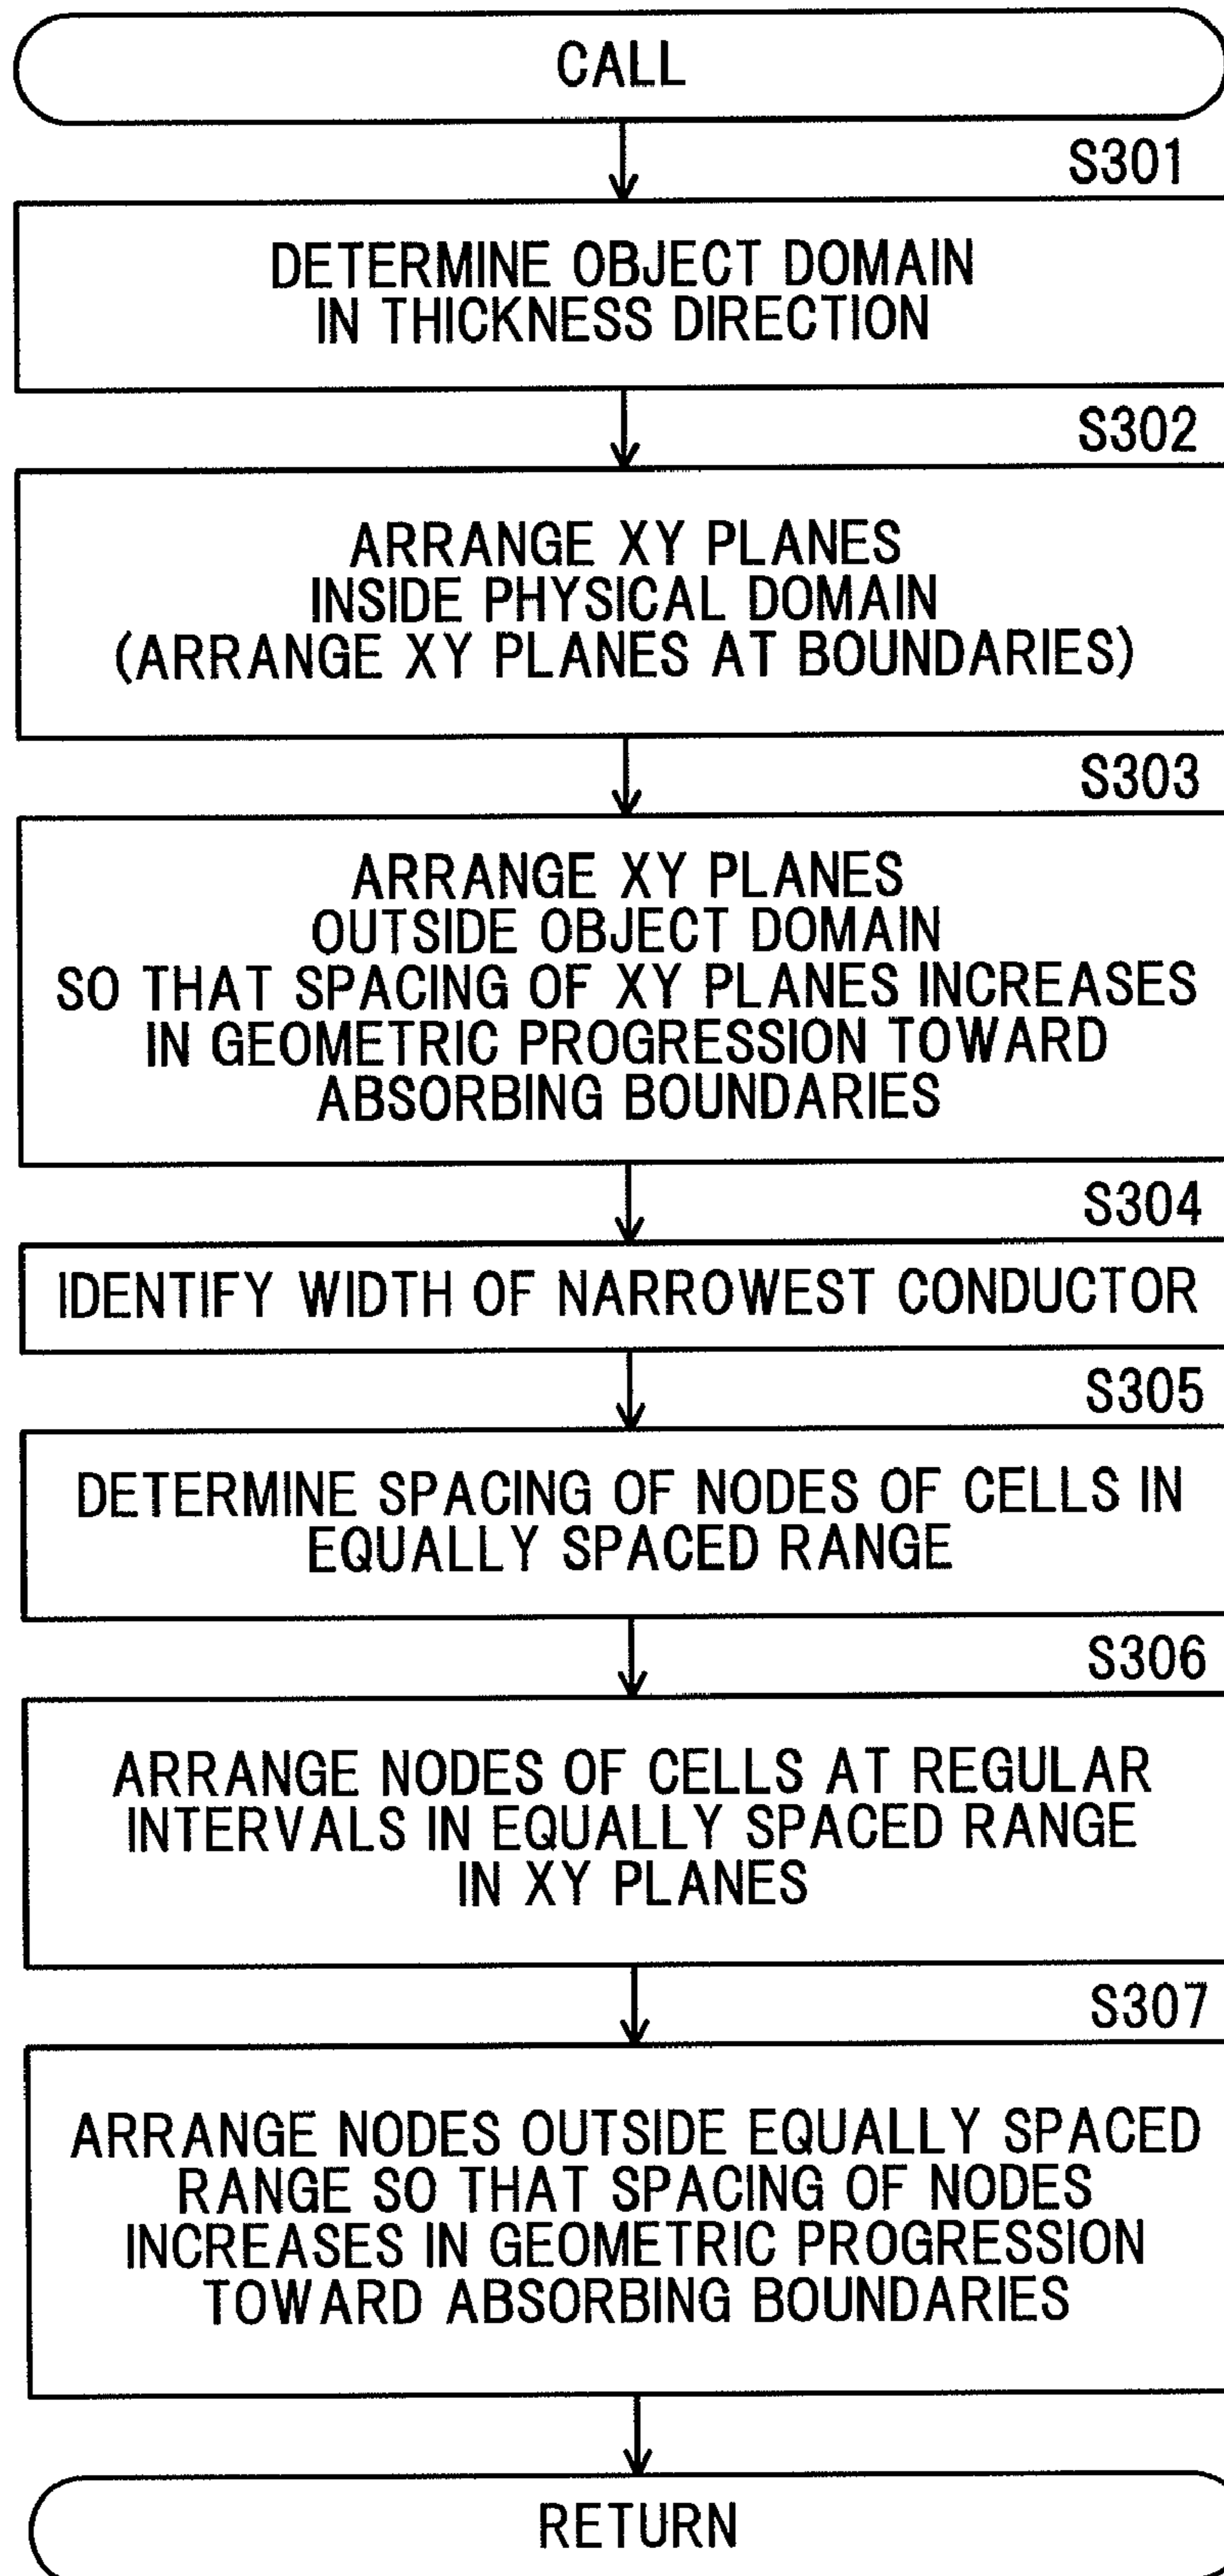 CALL
S301
DETERMINE OBJECT DOMAIN
IN THICKNESS DIRECTION
S302
ARRANGE XY PLANES
INSIDE PHYSICAL DOMAIN
(ARRANGE XY PLANES AT BOUNDARIES)
S303
ARRANGE XY PLANES
OUTSIDE OBJECT DOMAIN
SO THAT SPACING OF XY PLANES INCREASES
IN GEOMETRIC PROGRESSION TOWARD
ABSORBING BOUNDARIES
S304
IDENTIFY WIDTH OF NARROWEST CONDUCTOR
S305
DETERMINE SPACING OF NODES OF CELLS IN
EQUALLY SPACED RANGE
S306
ARRANGE NODES OF CELLS AT REGULAR
INTERVALS IN EQUALLY SPACED RANGE
IN XY PLANES
S307
ARRANGE NODES OUTSIDE EQUALLY SPACED
RANGE SO THAT SPACING OF NODES
INCREASES IN GEOMETRIC PROGRESSION
TOWARD ABSORBING BOUNDARIES
RETURN